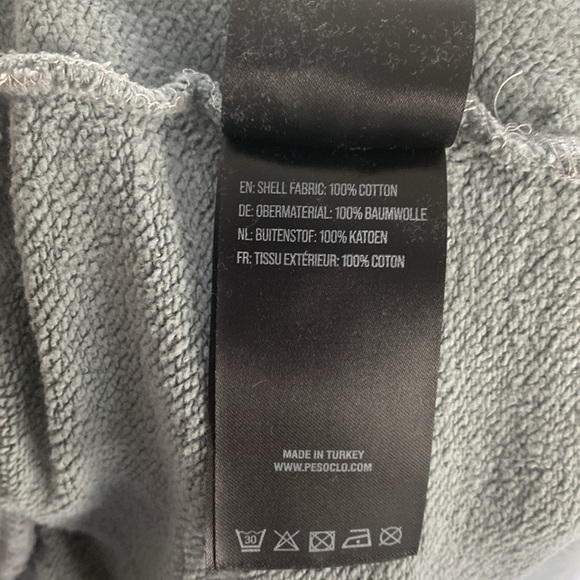 EN: SHELL FABRIC: 100% COTTON
DE: OBERMATERIAL: 100% BAUMWOLLE
NL: BUITENSTOF: 100% KATOEN
FR: TISSU EXTÉRIEUR: 100% COTON
MADE IN TURKEY
WWW.PESOCLO.COM
30